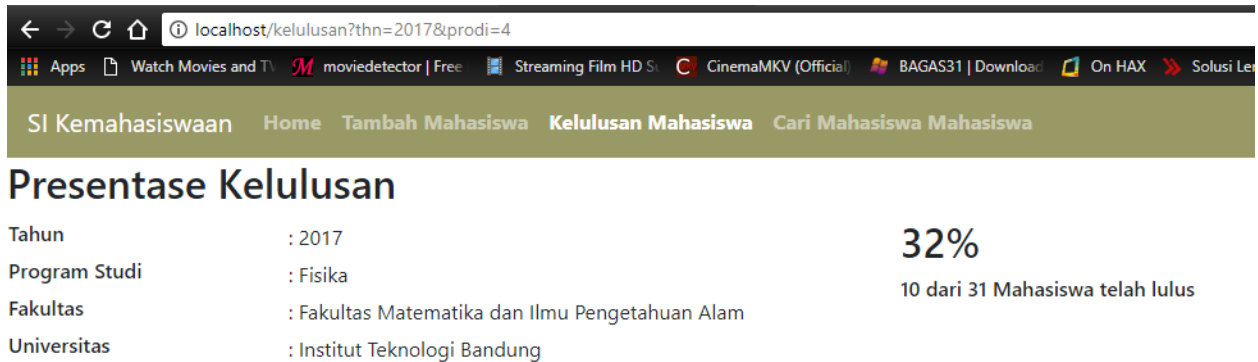 localhost/kelulusan?thn=2017&prodi=4
Apps Watch Movies and TV moviedetector | Free Streaming Film HD Su CinemaMKV (Official) BAGAS31 | Download On HAX Solusi Ler
SI Kemahasiswaan Home Tambah Mahasiswa Kelulusan Mahasiswa Cari Mahasiswa Mahasiswa
Presentase Kelulusan
Tahun : 2017
Program Studi : Fisika
Fakultas : Fakultas Matematika dan Ilmu Pengetahuan Alam
Universitas : Institut Teknologi Bandung
32%
10 dari 31 Mahasiswa telah lulus